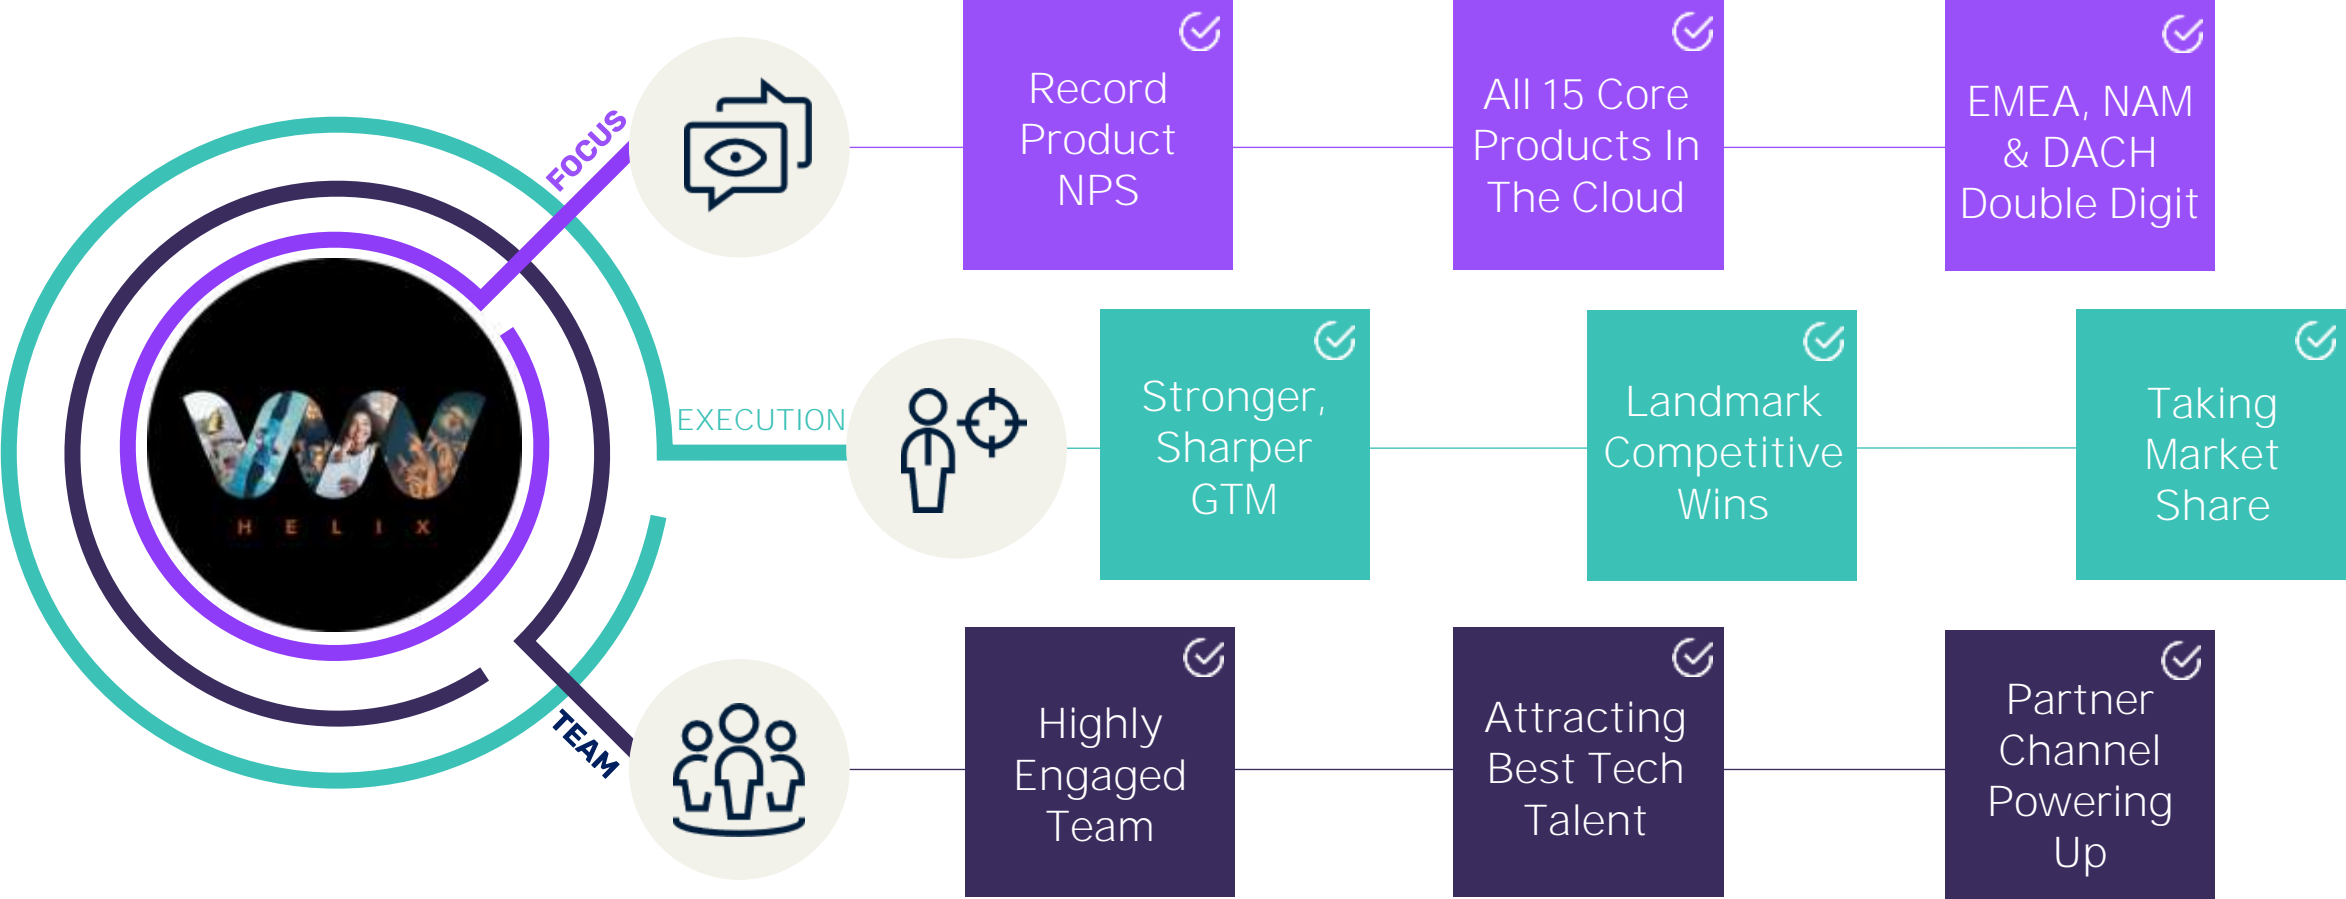 FOCUS
Record
Product
NPS
All 15 Core
Products In
The Cloud
EMEA, NAM
& DACH
Double Digit
HELIX
EXECUTION
Stronger,
Sharper
GTM
Landmark
Competitive
Wins
Taking
Market
Share
TEAM
Highly
Engaged
Team
Attracting
Best Tech
Talent
Partner
Channel
Powering
Up